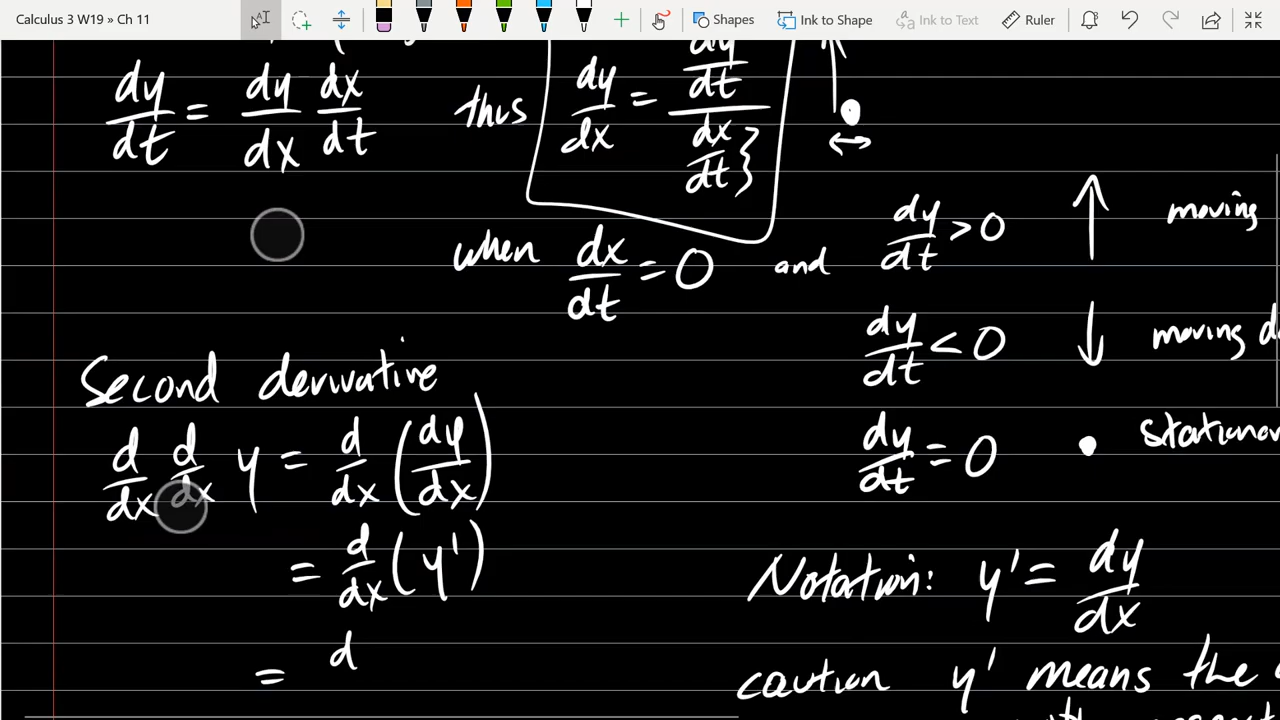 Calculus 3 W19 » Ch 11
Shapes
Ink to Shape
Ink to Text
Ruler
dy/dt = dy/dx dx/dt thus dy/dx = dy/dt / dx/dt }
when dx/dt = 0 and dy/dt > 0 ↑ moving
dy/dt < 0 ↓ moving
dy/dt = 0 •
Second derivative
d/dx d/dx y = d/dx (dy/dx)
= d/dx (y')
= d
Notation: y' = dy/dx
caution y' means the